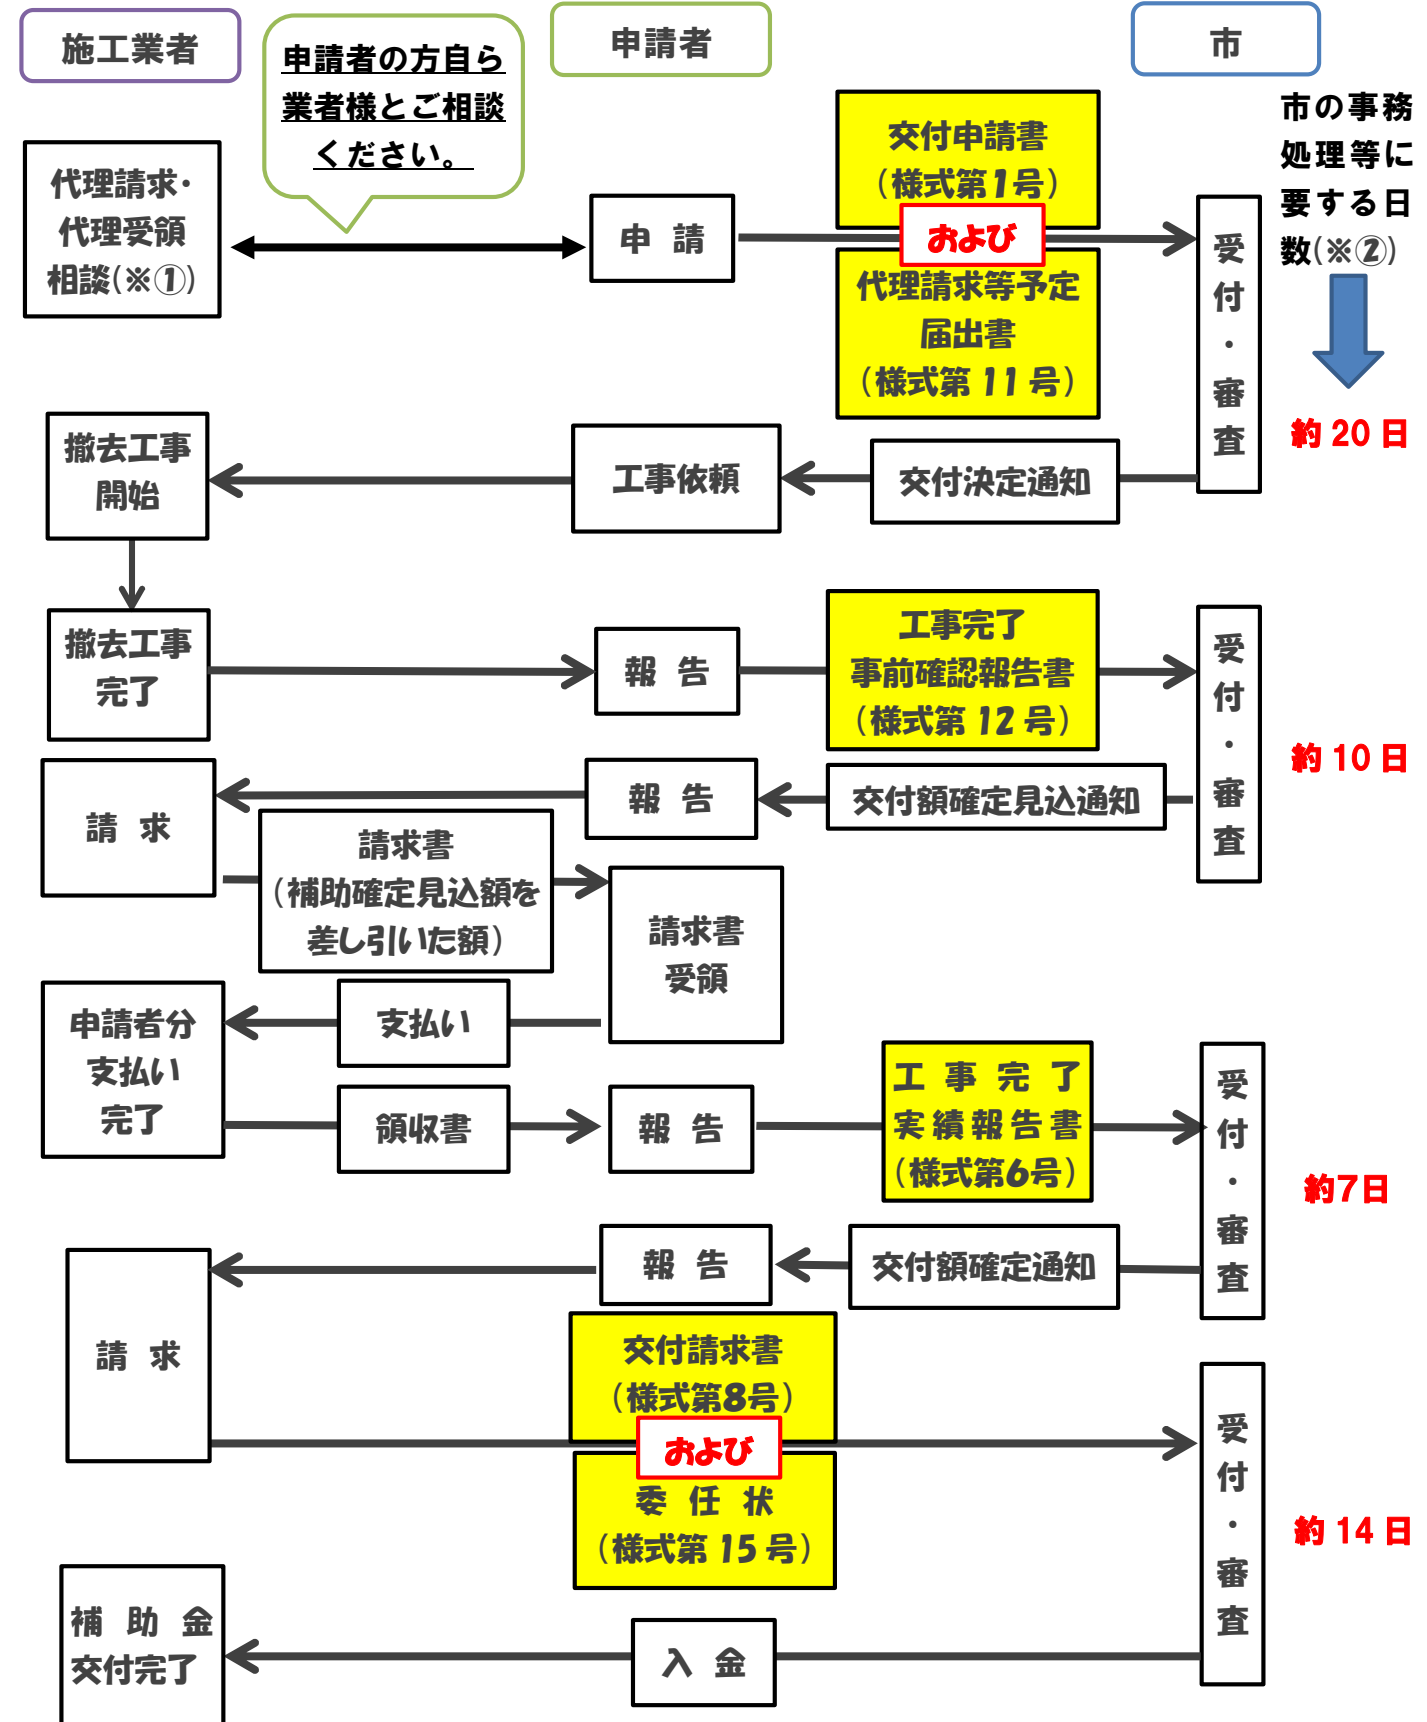 施工業者
申請者の方自ら
業者様とご相談
ください。
申請者
市
市の事務
処理等に
要する日
数(※②)
代理請求・
代理受領
相談(※①)
申 請
交付申請書
(様式第1号)
および
代理請求等予定
届出書
(様式第 11 号)
受
付
・
審
査
約 20 日
撤去工事
開始
工事依頼
交付決定通知
撤去工事
完了
報 告
工事完了
事前確認報告書
(様式第 12 号)
受
付
・
審
査
約 10 日
請 求
報 告
交付額確定見込通知
請求書
(補助確定見込額を
差し引いた額)
請求書
受領
申請者分
支払い
完了
支払い
領収書
報 告
工 事 完 了
実 績 報 告 書
(様式第6号)
受
付
・
審
査
約7日
請 求
報 告
交付額確定通知
交付請求書
(様式第8号)
および
委 任 状
(様式第 15 号)
受
付
・
審
査
約 14 日
補 助 金
交付完了
入 金